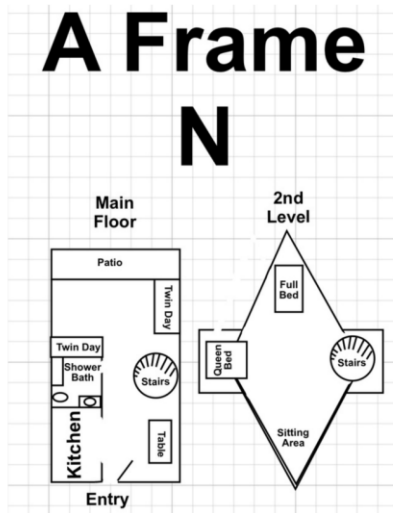 A Frame
N
Main
Floor
Patio
Twin Day
Twin Day
Shower
Bath
Stairs
Kitchen
Table
Entry
2nd
Level
Full
Bed
Queen
Bed
Stairs
Sitting
Area